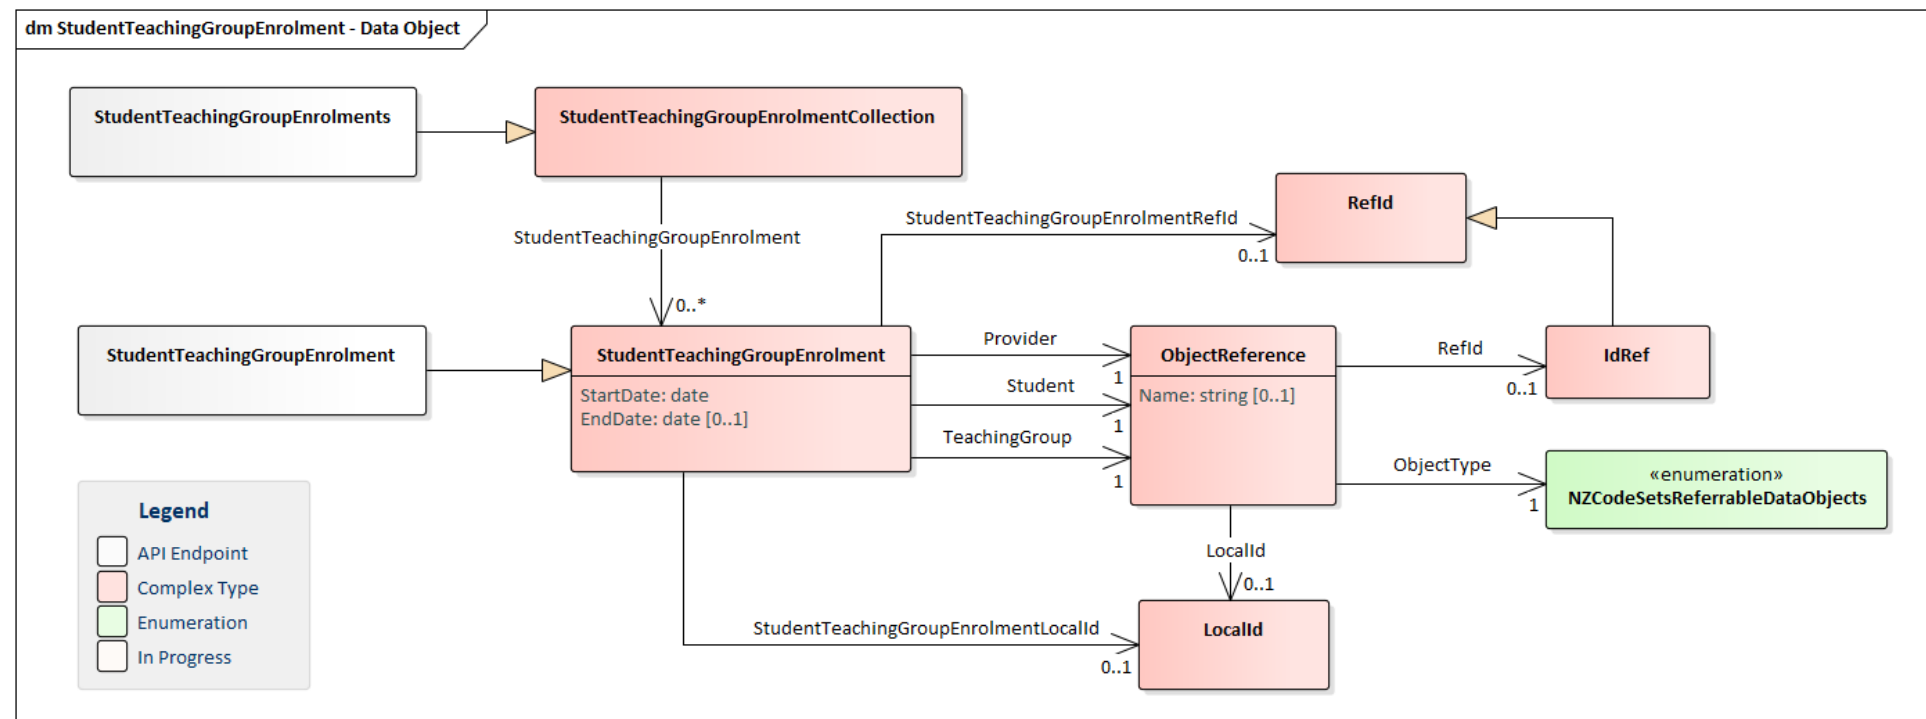 dm StudentTeachingGroupEnrolment - Data Object
StudentTeachingGroupEnrolments
StudentTeachingGroupEnrolmentCollection
RefId
StudentTeachingGroupEnrolmentRefId
0..1
StudentTeachingGroupEnrolment
0..*
StudentTeachingGroupEnrolment
StudentTeachingGroupEnrolment
StartDate: date
EndDate: date [0..1]
Provider
1
Student
1
TeachingGroup
1
ObjectReference
Name: string [0..1]
RefId
0..1
IdRef
ObjectType
1
«enumeration»
NZCodeSetsReferrableDataObjects
LocalId
0..1
StudentTeachingGroupEnrolmentLocalId
0..1
LocalId
Legend
API Endpoint
Complex Type
Enumeration
In Progress